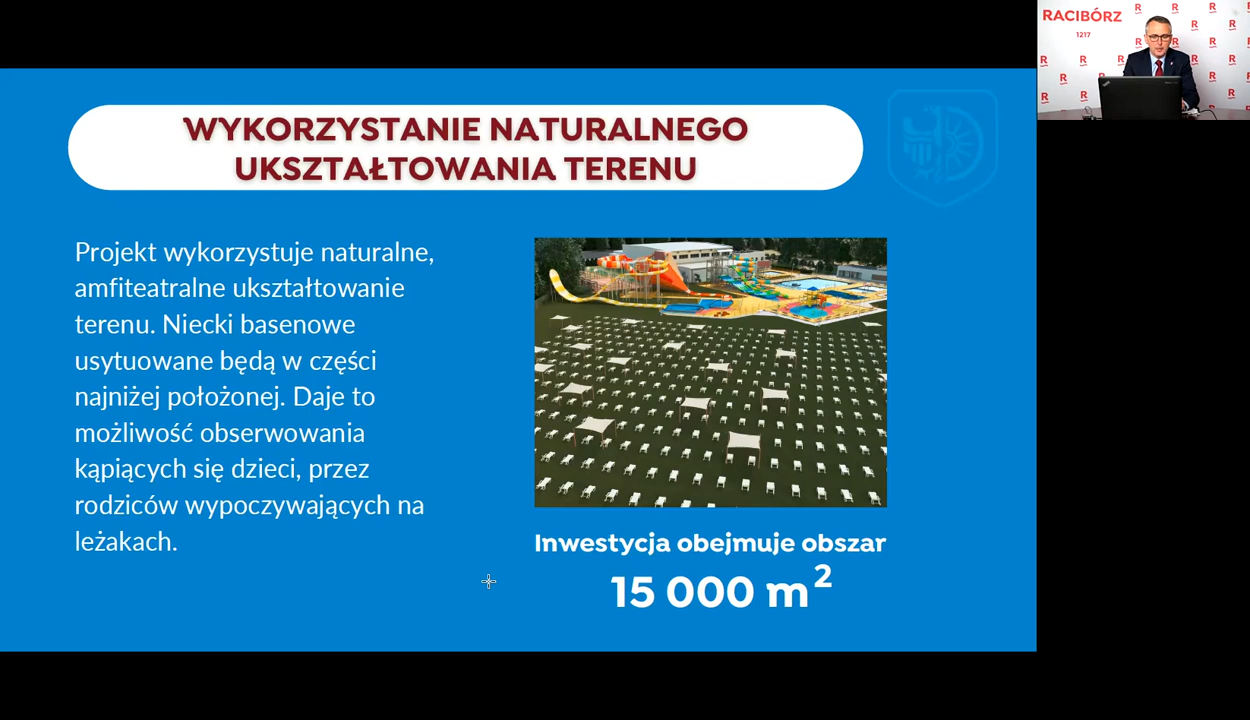 WYKORZYSTANIE NATURALNEGO
UKSZTAŁTOWANIA TERENU
Projekt wykorzystuje naturalne,
amfiteatralne ukształtowanie
terenu. Niecki basenowe
usytuowane będą w części
najniżej położonej. Daje to
możliwość obserwowania
kąpiących się dzieci, przez
rodziców wypoczywających na
leżakach.
Inwestycja obejmuje obszar
15 000 m²
RACIBÓRZ
1217